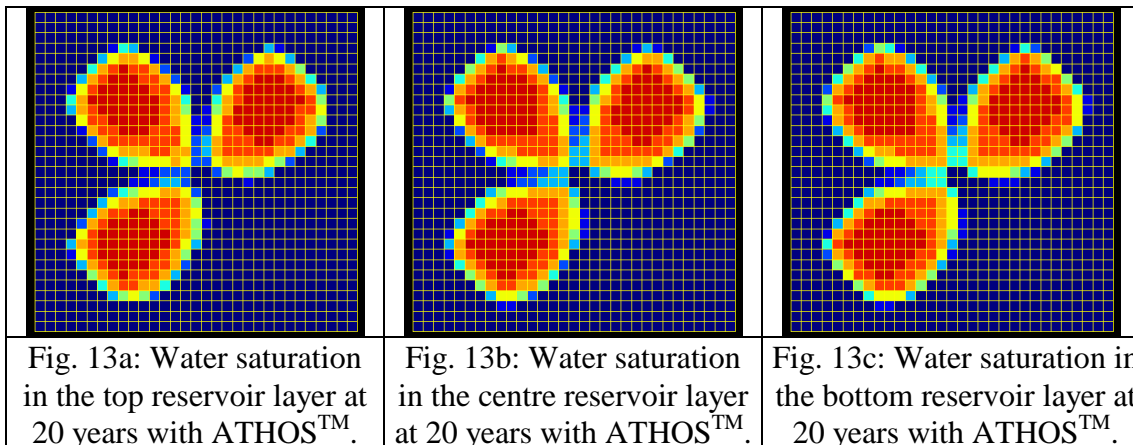 Fig. 13a: Water saturation
in the top reservoir layer at
20 years with ATHOS™.
Fig. 13b: Water saturation
in the centre reservoir layer
at 20 years with ATHOS™.
Fig. 13c: Water saturation in
the bottom reservoir layer at
20 years with ATHOS™.